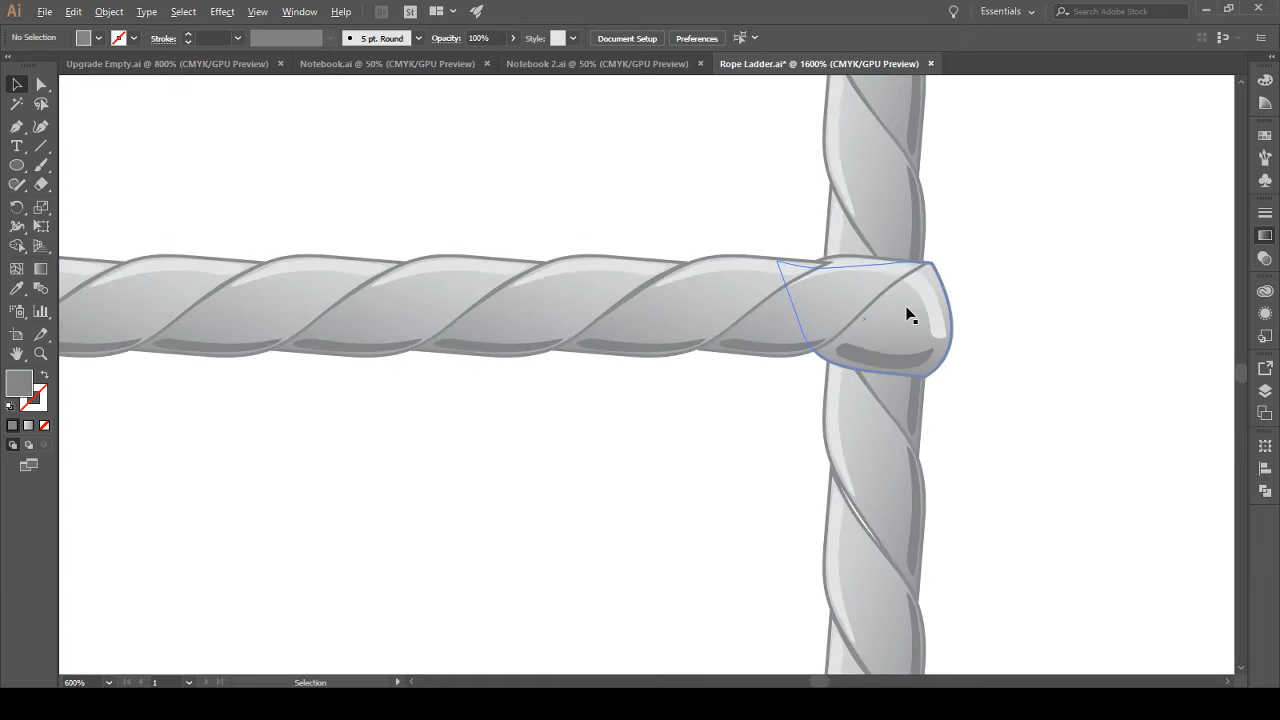 Ai File Edit Object Type Select Effect View Window Help Br St Essentials Search Adobe Stock
No Selection Stroke: 5 pt. Round Opacity: 100% Style: Document Setup Preferences
Upgrade Empty.ai @ 800% (CMYK/GPU Preview) Notebook.ai @ 50% (CMYK/GPU Preview) Notebook 2.ai @ 50% (CMYK/GPU Preview) Rope Ladder.ai* @ 1600% (CMYK/GPU Preview)
600% 1 Selection